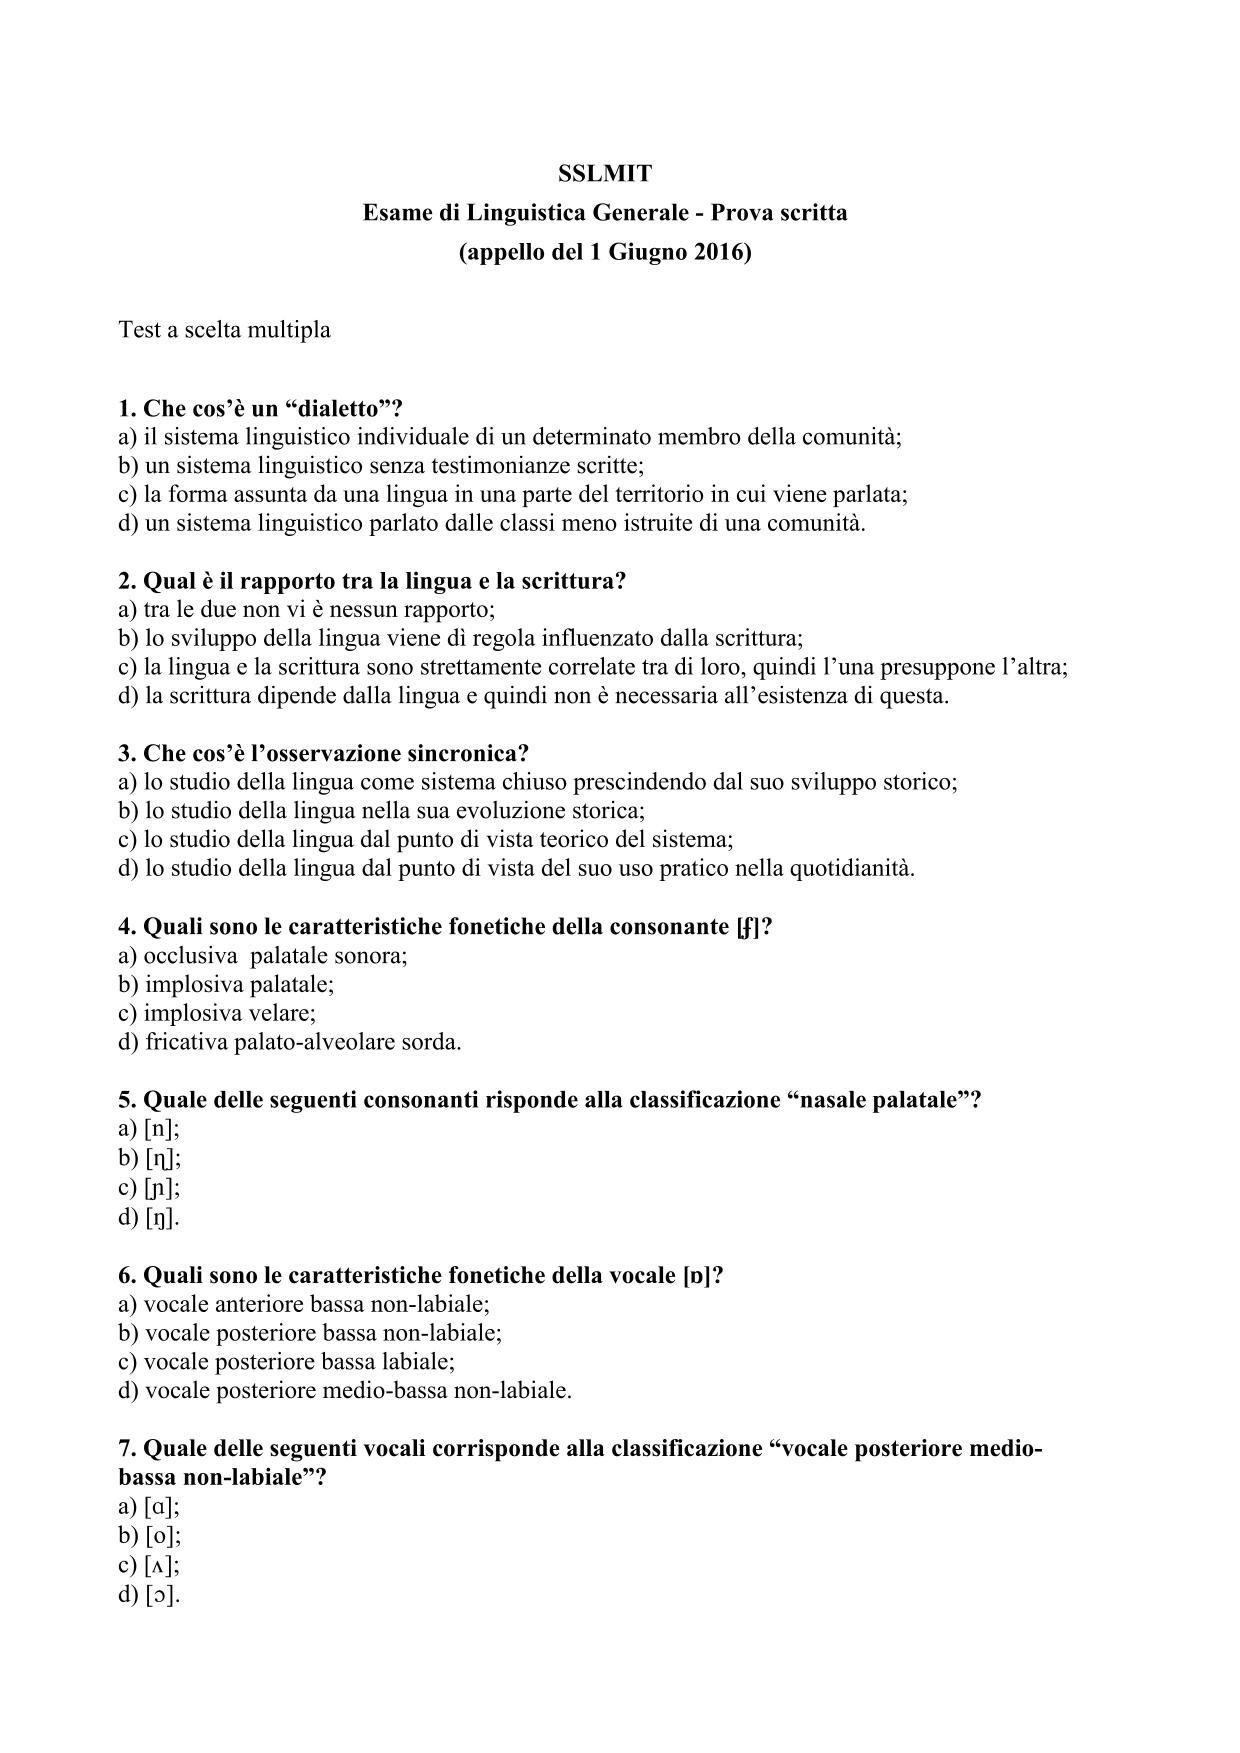 SSLMIT
Esame di Linguistica Generale - Prova scritta
(appello del 1 Giugno 2016)
Test a scelta multipla
1. Che cos’è un “dialetto”?
a) il sistema linguistico individuale di un determinato membro della comunità;
b) un sistema linguistico senza testimonianze scritte;
c) la forma assunta da una lingua in una parte del territorio in cui viene parlata;
d) un sistema linguistico parlato dalle classi meno istruite di una comunità.
2. Qual è il rapporto tra la lingua e la scrittura?
a) tra le due non vi è nessun rapporto;
b) lo sviluppo della lingua viene dì regola influenzato dalla scrittura;
c) la lingua e la scrittura sono strettamente correlate tra di loro, quindi l’una presuppone l’altra;
d) la scrittura dipende dalla lingua e quindi non è necessaria all’esistenza di questa.
3. Che cos’è l’osservazione sincronica?
a) lo studio della lingua come sistema chiuso prescindendo dal suo sviluppo storico;
b) lo studio della lingua nella sua evoluzione storica;
c) lo studio della lingua dal punto di vista teorico del sistema;
d) lo studio della lingua dal punto di vista del suo uso pratico nella quotidianità.
4. Quali sono le caratteristiche fonetiche della consonante [ʄ]?
a) occlusiva  palatale sonora;
b) implosiva palatale;
c) implosiva velare;
d) fricativa palato-alveolare sorda.
5. Quale delle seguenti consonanti risponde alla classificazione “nasale palatale”?
a) [n];
b) [ɳ];
c) [ɲ];
d) [ŋ].
6. Quali sono le caratteristiche fonetiche della vocale [ɒ]?
a) vocale anteriore bassa non-labiale;
b) vocale posteriore bassa non-labiale;
c) vocale posteriore bassa labiale;
d) vocale posteriore medio-bassa non-labiale.
7. Quale delle seguenti vocali corrisponde alla classificazione “vocale posteriore medio-
bassa non-labiale”?
a) [ɑ];
b) [o];
c) [ʌ];
d) [ɔ].